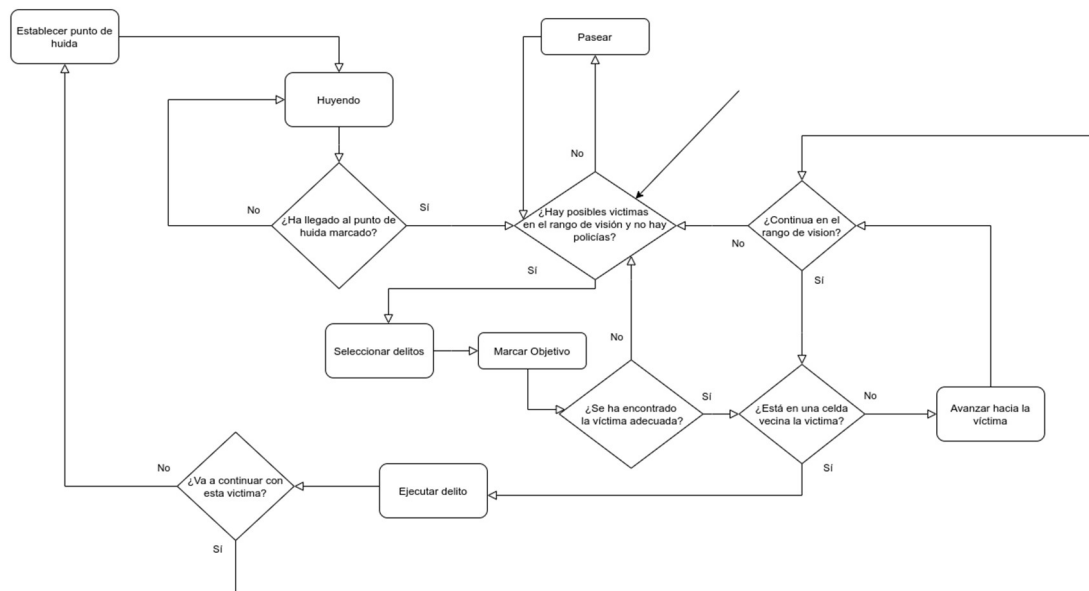 Establecer punto de
huida
Pasear
Huyendo
No
No
¿Ha llegado al punto de
huida marcado?
Sí
¿Hay posibles victimas
en el rango de visión y no hay
policías?
No
¿Continua en el
rango de vision?
Sí
Sí
Seleccionar delitos
Marcar Objetivo
No
¿Se ha encontrado
la víctima adecuada?
Sí
¿Está en una celda
vecina la victima?
No
Avanzar hacia la
víctima
Sí
No
¿Va a continuar con
esta victima?
Ejecutar delito
Sí